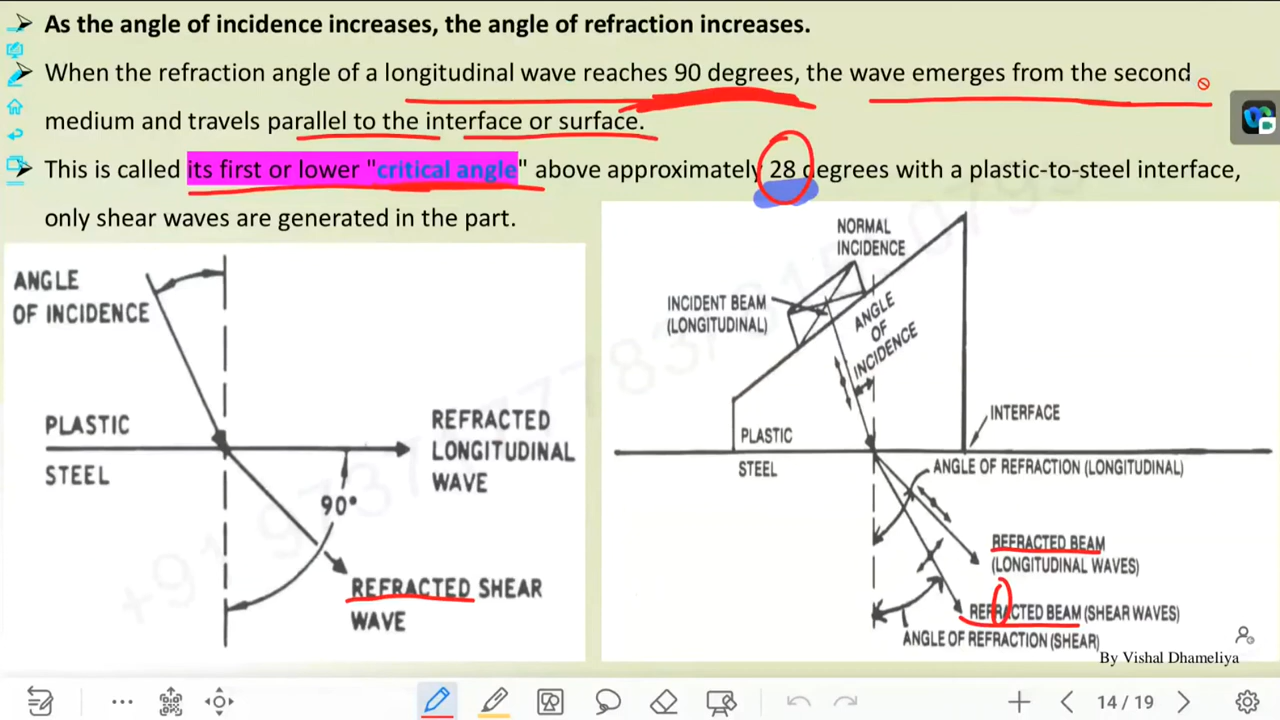 As the angle of incidence increases, the angle of refraction increases.
When the refraction angle of a longitudinal wave reaches 90 degrees, the wave emerges from the second
medium and travels parallel to the interface or surface.
This is called its first or lower "critical angle" above approximately 28 degrees with a plastic-to-steel interface,
only shear waves are generated in the part.
ANGLE
OF INCIDENCE
PLASTIC
STEEL
REFRACTED
LONGITUDINAL
WAVE
90°
REFRACTED SHEAR
WAVE
NORMAL
INCIDENCE
INCIDENT BEAM
(LONGITUDINAL)
ANGLE
OF
INCIDENCE
INTERFACE
PLASTIC
STEEL
ANGLE OF REFRACTION (LONGITUDINAL)
REFRACTED BEAM
(LONGITUDINAL WAVES)
REFRACTED BEAM (SHEAR WAVES)
ANGLE OF REFRACTION (SHEAR)
By Vishal Dhameliya
14 / 19